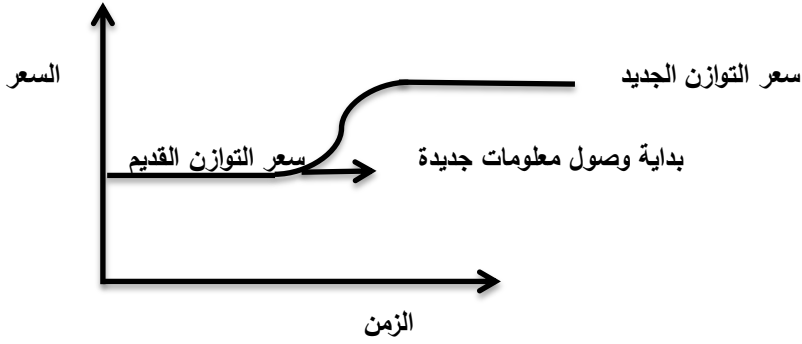 السعر
سعر التوازن الجديد
سعر التوازن القديم
بداية وصول معلومات جديدة
الزمن